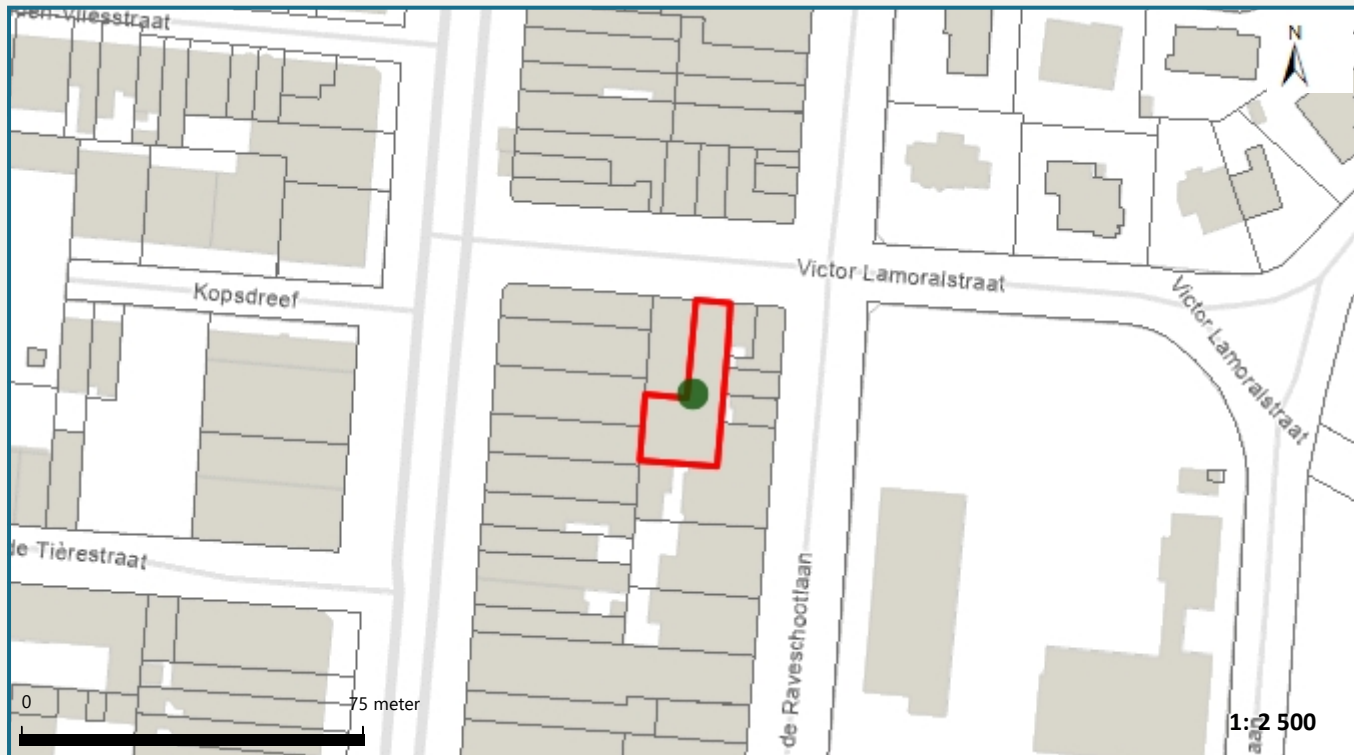 N
Victor Lamoralstraat
Kopsdreef
Victor Lamoralstraat
de Tièrestraat
de Raveschootlaan
0
75 meter
1: 2 500